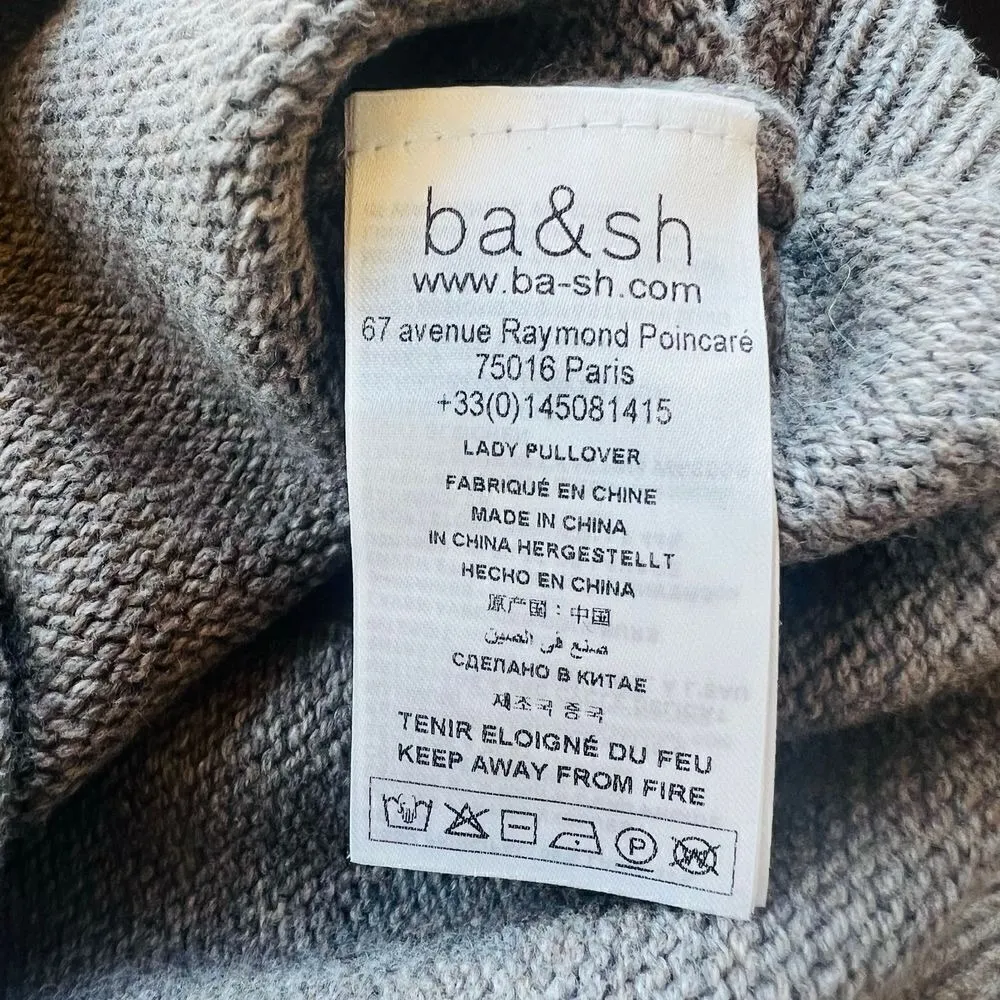 ba&sh
www.ba-sh.com
67 avenue Raymond Poincaré
75016 Paris
+33(0)145081415
LADY PULLOVER
FABRIQUÉ EN CHINE
MADE IN CHINA
IN CHINA HERGESTELLT
HECHO EN CHINA
原产国：中国
صنع في الصين
СДЕЛАНО В КИТАЕ
제조국 중국
TENIR ELOIGNÉ DU FEU
KEEP AWAY FROM FIRE
P
W